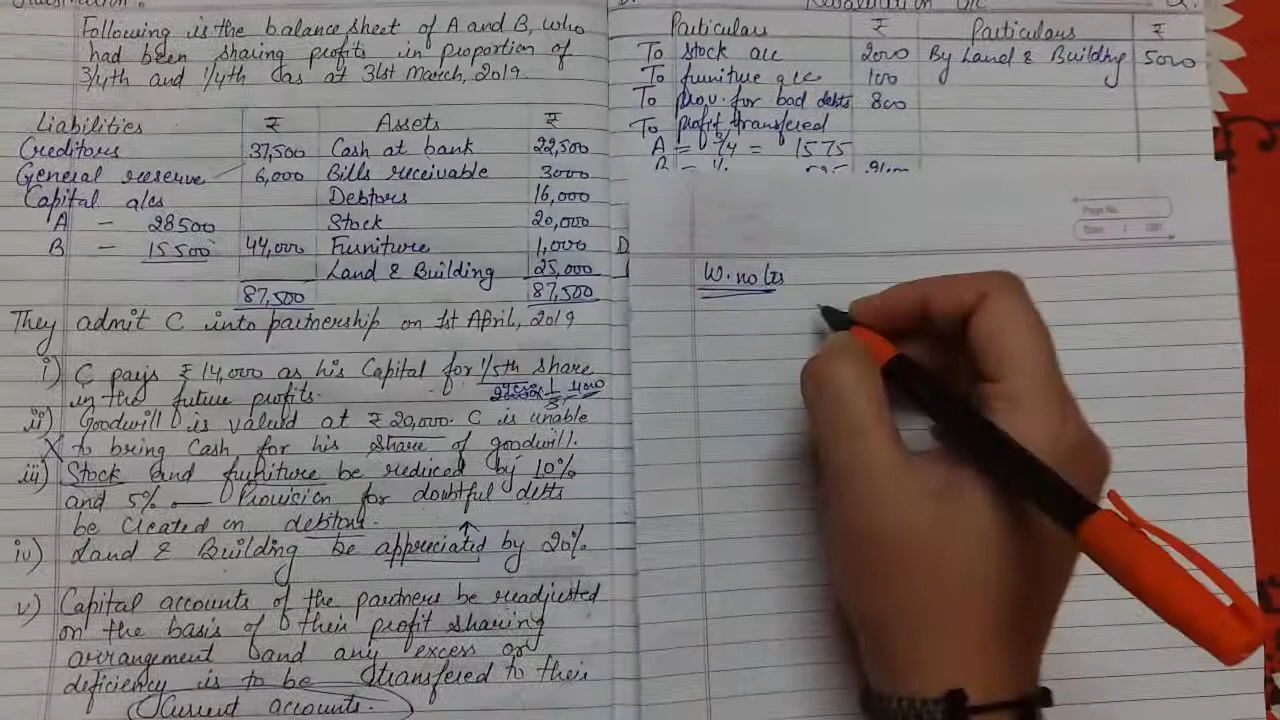 Following is the balance sheet of A and B, who
had been sharing profits in proportion of
3/4th and 1/4th as at 31st March, 2019.
Liabilities ₹ Assets ₹
Creditors 37,500 Cash at bank 22,500
General reserve 6,000 Bills receivable 3000
Capital a/cs Debtors 16,000
A - 28500 Stock 20,000
B - 15500 44,000 Furniture 1,000
Land & Building 25,000
87,500 87,500
They admit C into partnership on 1st April, 2019
i) C pays ₹ 14,000 as his Capital for 1/5th share
in the future profits.
ii) Goodwill is valued at ₹ 20,000. C is unable
to bring Cash for his share of goodwill.
iii) Stock and furniture be reduced by 10%
and 5% Provision for doubtful debts
be Created on debtors.
iv) Land & Building be appreciated by 20%.
v) Capital accounts of the partners be readjusted
on the basis of their profit sharing
arrangement and any excess or
deficiency is to be transfered to their
Current accounts.
Revaluation a/c
Particulars ₹ Particulars ₹
To stock a/c 2000 By Land & Building 5000
To furniture a/c 100
To prov. for bad debts 800
To profit transfered
A = 3/4 = 1575
Page No.
Date
W. notes